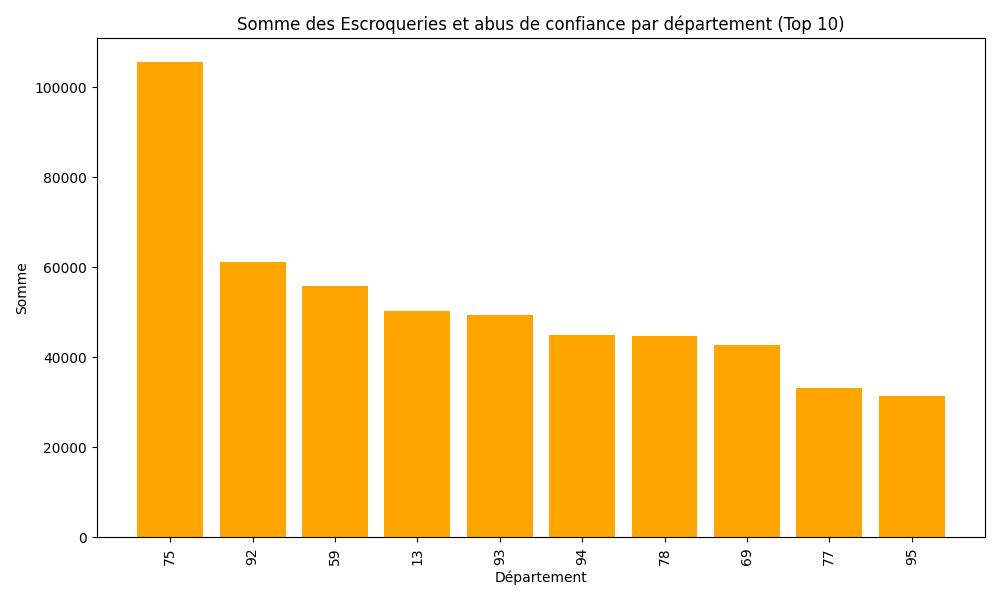 Somme des Escroqueries et abus de confiance par département (Top 10)
Somme
100000
80000
60000
40000
20000
0
75 92 59 13 93 94 78 69 77 95
Département